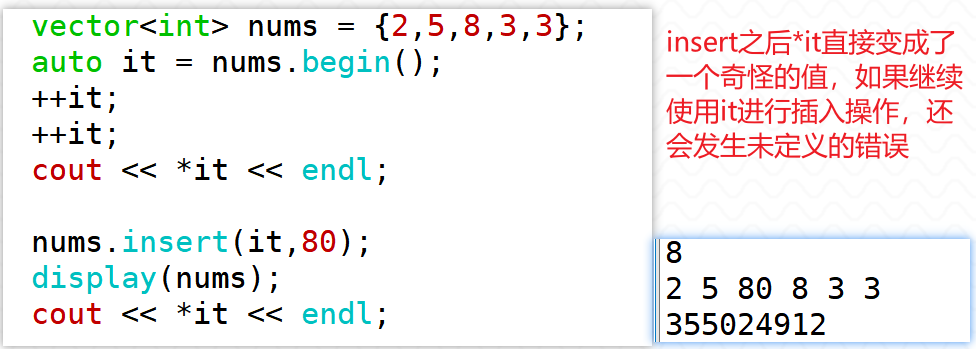 vector<int> nums = {2,5,8,3,3};
auto it = nums.begin();
++it;
++it;
cout << *it << endl;
nums.insert(it,80);
display(nums);
cout << *it << endl;
insert之后*it直接变成了
一个奇怪的值，如果继续
使用it进行插入操作，还
会发生未定义的错误
8
2 5 80 8 3 3
355024912